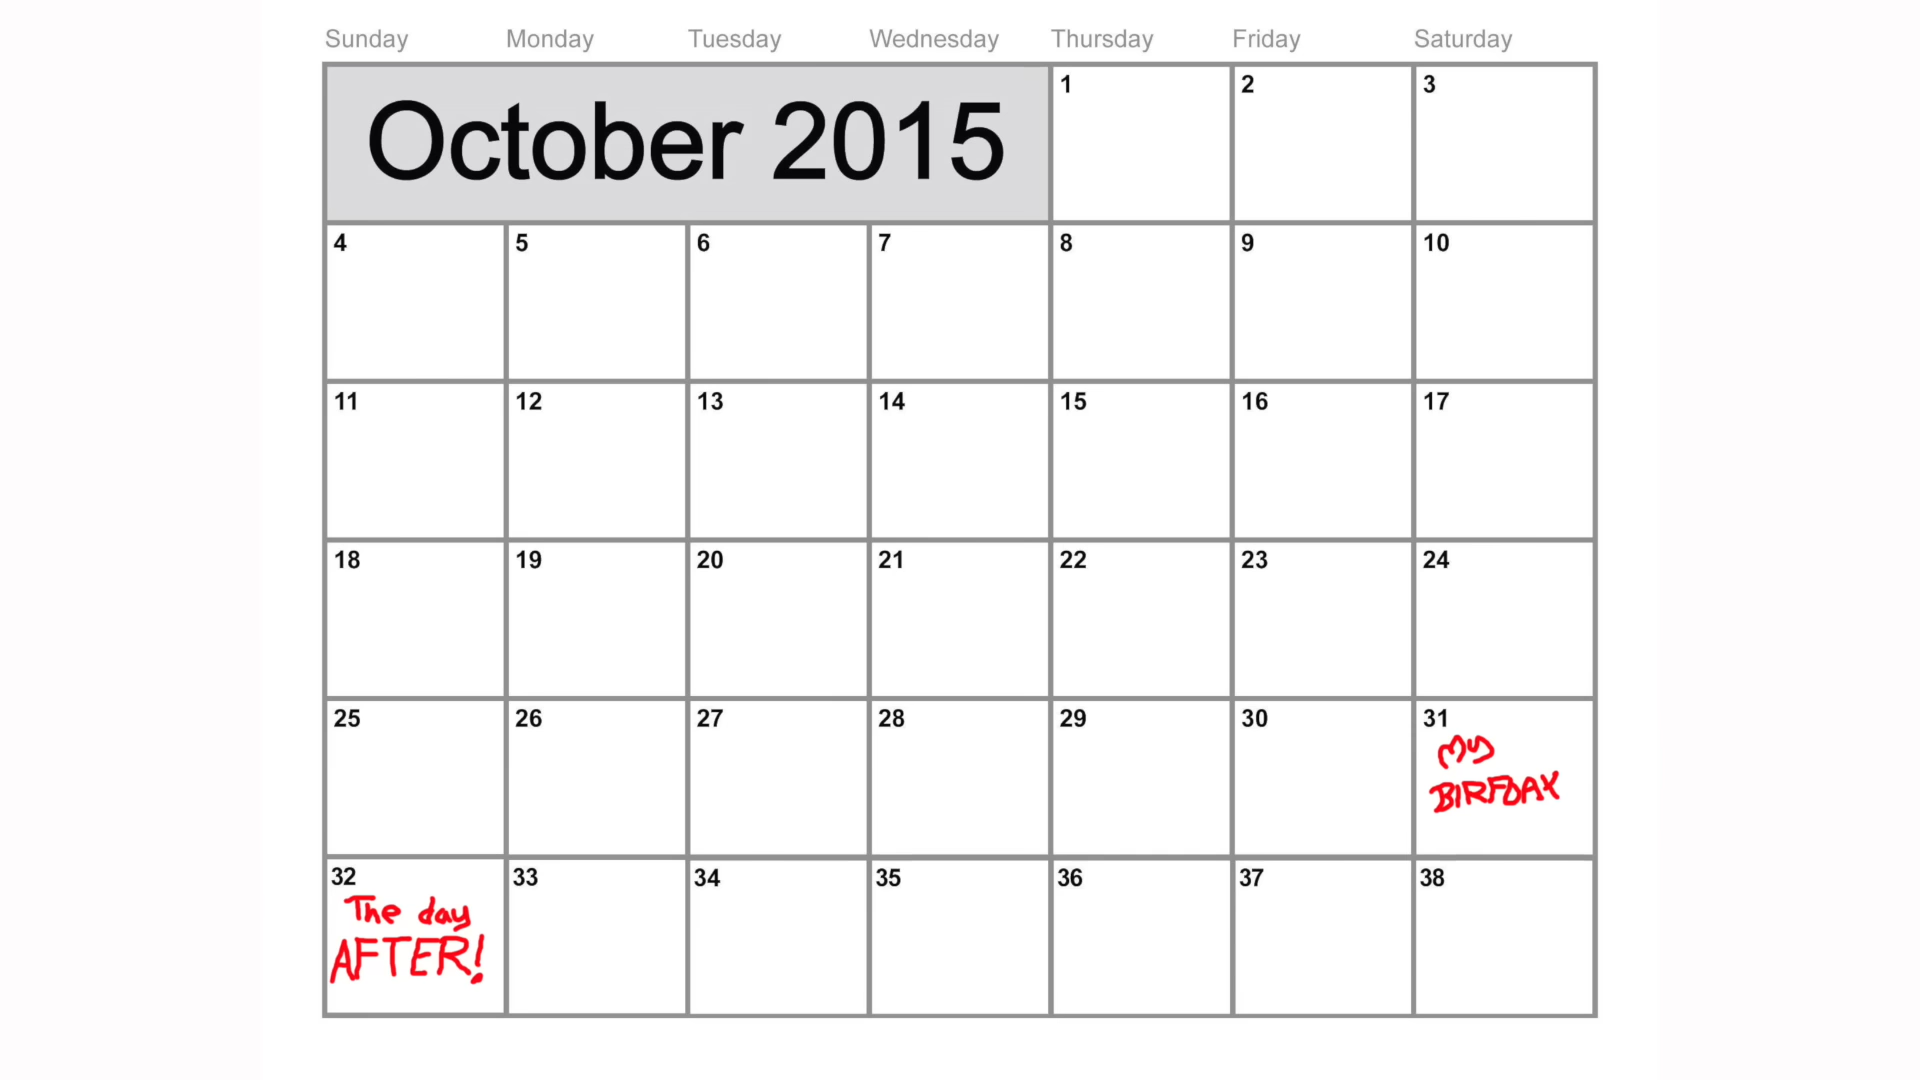 Sunday Monday Tuesday Wednesday Thursday Friday Saturday
October 2015 1 2 3
4 5 6 7 8 9 10
11 12 13 14 15 16 17
18 19 20 21 22 23 24
25 26 27 28 29 30 31
My
BIRFDAY
32 33 34 35 36 37 38
The day
AFTER!